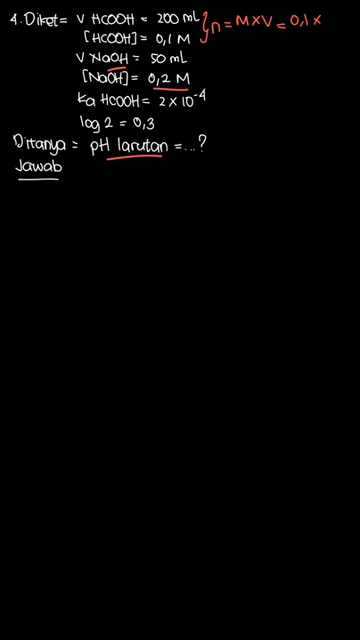 4. Diket = V HCOOH = 200 mL } n = M x V = 0,1 x
[HCOOH] = 0,1 M
V NaOH = 50 mL
[NaOH] = 0,2 M
Ka HCOOH = 2 x 10⁻⁴
log 2 = 0,3
Ditanya = pH larutan = ... ?
Jawab